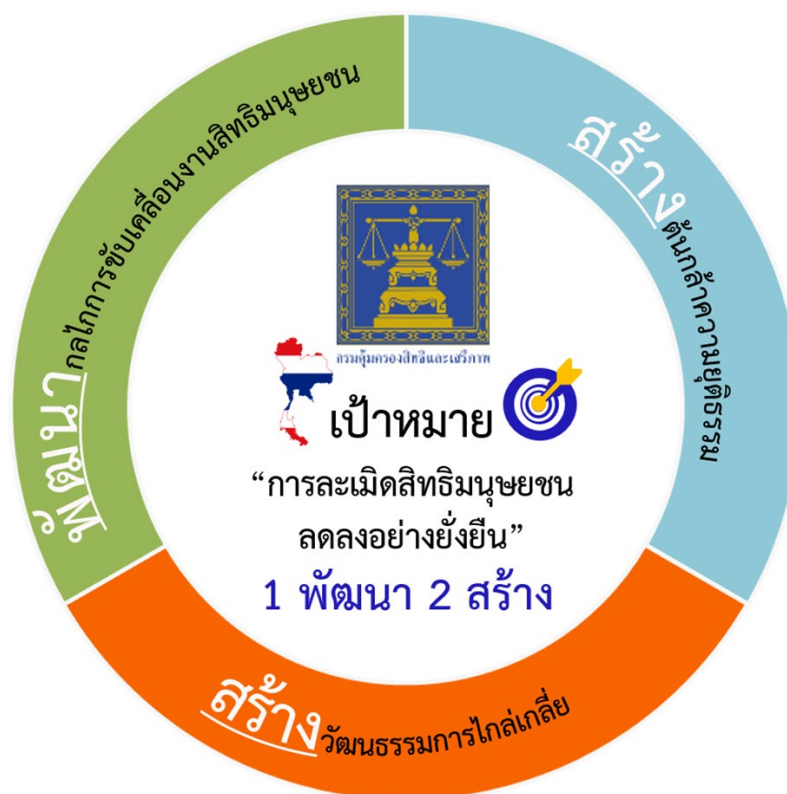 พัฒนากลไกการขับเคลื่อนงานสิทธิมนุษยชน
สร้างต้นกล้าความยุติธรรม
กรมคุ้มครองสิทธิและเสรีภาพ
เป้าหมาย
“การละเมิดสิทธิมนุษยชน
ลดลงอย่างยั่งยืน”
1 พัฒนา 2 สร้าง
สร้างวัฒนธรรมการไกล่เกลี่ย